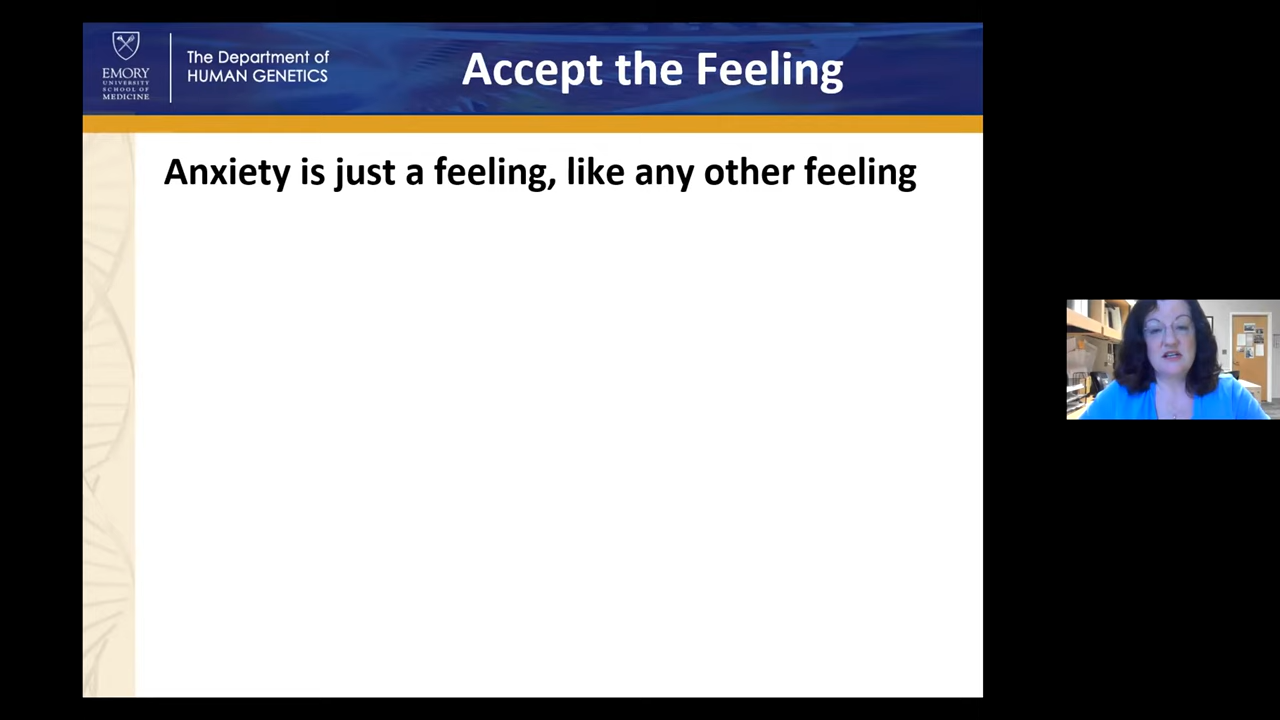 EMORY
UNIVERSITY
SCHOOL OF
MEDICINE
The Department of
HUMAN GENETICS
Accept the Feeling
Anxiety is just a feeling, like any other feeling